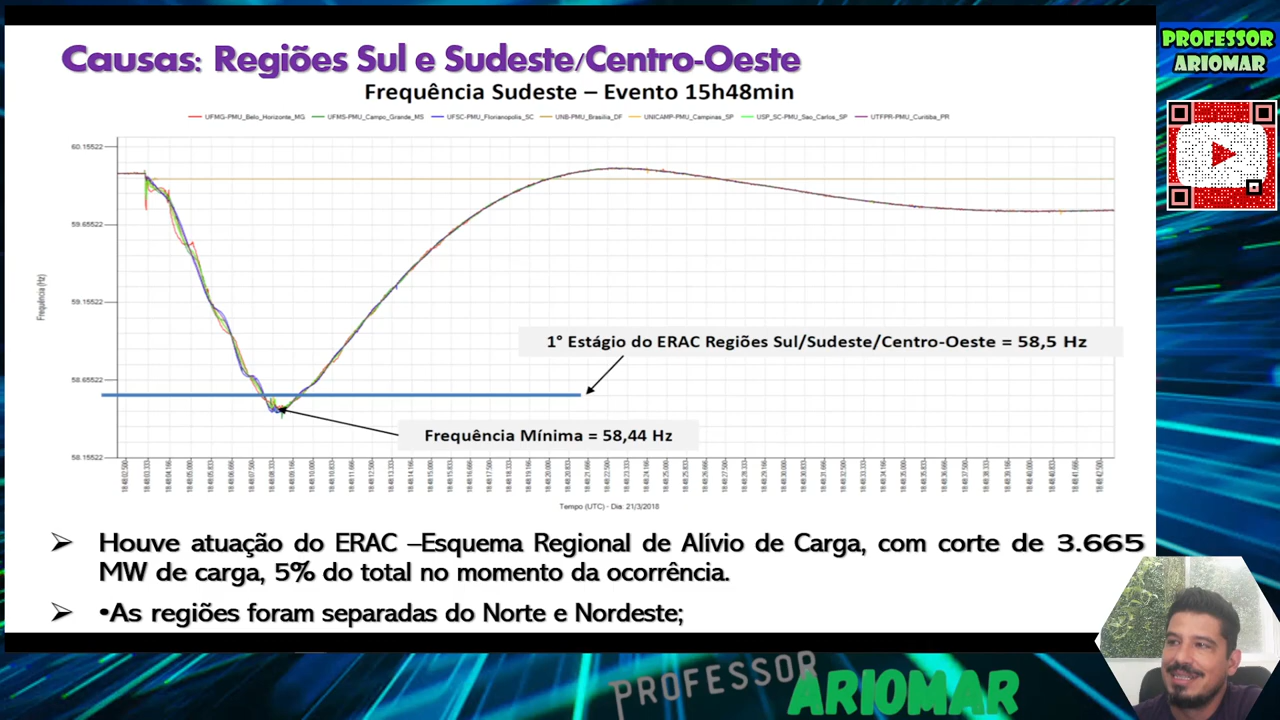 Causas: Regiões Sul e Sudeste/Centro-Oeste
PROFESSOR
ARIOMAR
Frequência Sudeste – Evento 15h48min
UFMG-PMU_Belo_Horizonte_MG UFMS-PMU_Campo_Grande_MS UFSC-PMU_Florianopolis_SC UNB-PMU_Brasilia_DF UNICAMP-PMU_Campinas_SP USP_SC-PMU_Sao_Carlos_SP UTFPR-PMU_Curitiba_PR
60.15522
59.65522
59.15522
58.65522
58.15522
Frequência (Hz)
1° Estágio do ERAC Regiões Sul/Sudeste/Centro-Oeste = 58,5 Hz
Frequência Mínima = 58,44 Hz
Tempo (UTC) - Dia: 21/3/2018
➢ Houve atuação do ERAC –Esquema Regional de Alívio de Carga, com corte de 3.665
MW de carga, 5% do total no momento da ocorrência.
➢ •As regiões foram separadas do Norte e Nordeste;
PROFESSOR
ARIOMAR